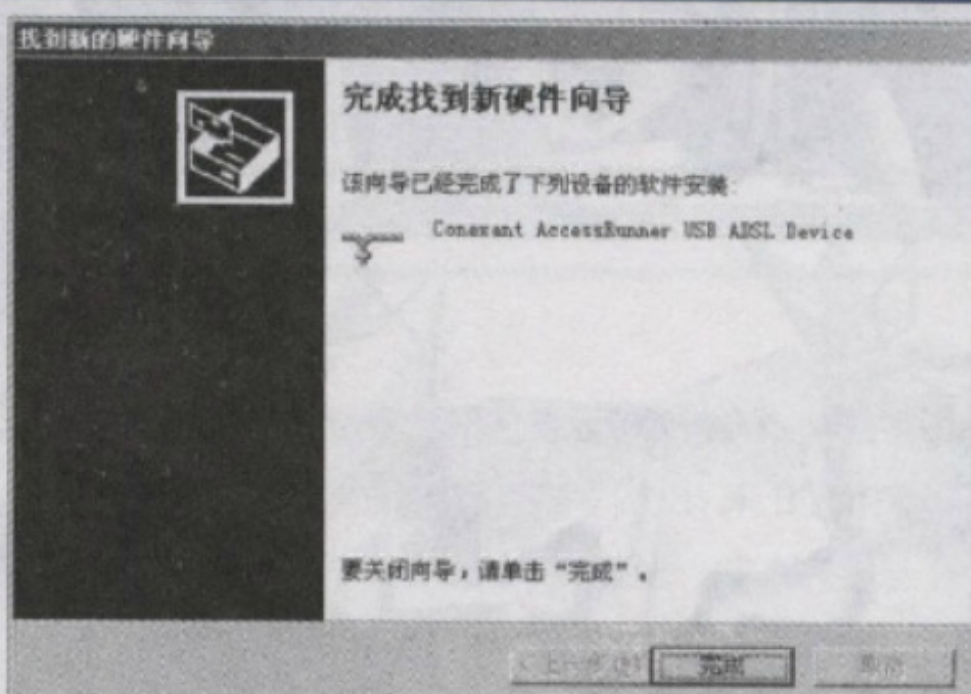 找到新的硬件向导
完成找到新硬件向导
该向导已经完成了下列设备的软件安装:
Conexant AccessRunner USB ADSL Device
要关闭向导，请单击“完成”。
完成
取消